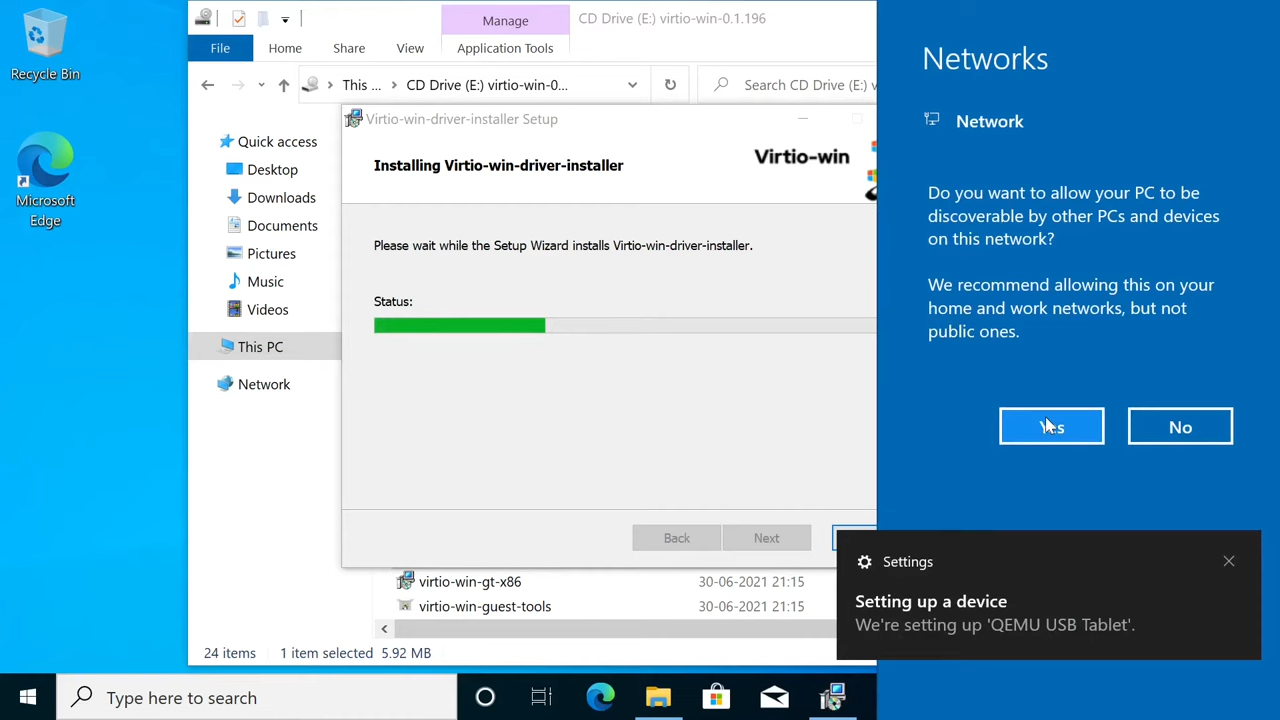 Recycle Bin
Microsoft
Edge
Manage
CD Drive (E:) virtio-win-0.1.196
File
Home
Share
View
Application Tools
This ...
CD Drive (E:) virtio-w-0...
Search CD Drive (E:) v
Quick access
Desktop
Downloads
Documents
Pictures
Music
Videos
This PC
Network
Virtio-win-driver-installer Setup
Installing Virtio-win-driver-installer
Virtio-win
Please wait while the Setup Wizard installs Virtio-win-driver-installer.
Status:
Back
Next
virtio-win-gt-x86
30-06-2021 21:15
virtio-win-guest-tools
30-06-2021 21:15
24 items
1 item selected
5.92 MB
Networks
Network
Do you want to allow your PC to be
discoverable by other PCs and devices
on this network?
We recommend allowing this on your
home and work networks, but not
public ones.
Yes
No
Settings
Setting up a device
We're setting up 'QEMU USB Tablet'.
Type here to search